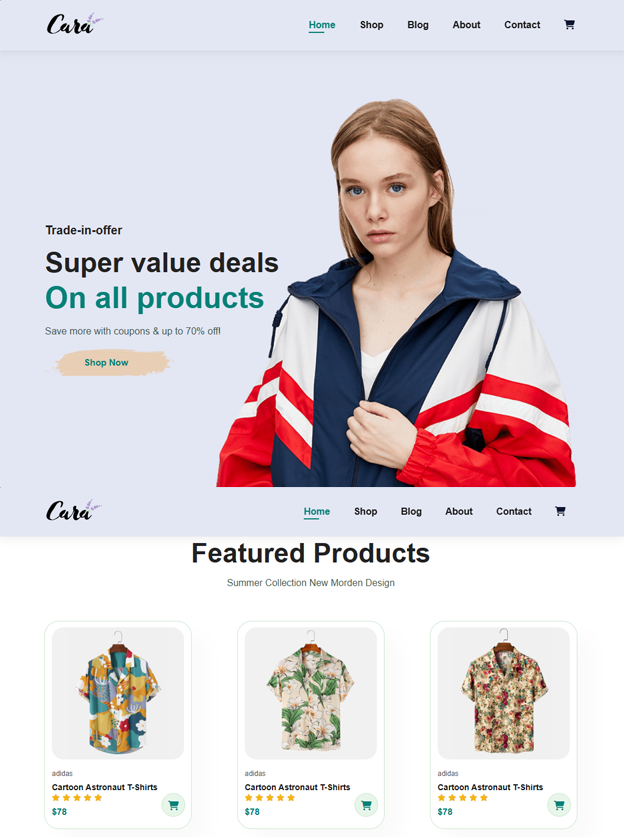 Cara
Home Shop Blog About Contact
Trade-in-offer
Super value deals
On all products
Save more with coupons & up to 70% off!
Shop Now
Cara
Home Shop Blog About Contact
Featured Products
Summer Collection New Morden Design
adidas
Cartoon Astronaut T-Shirts
$78
adidas
Cartoon Astronaut T-Shirts
$78
adidas
Cartoon Astronaut T-Shirts
$78